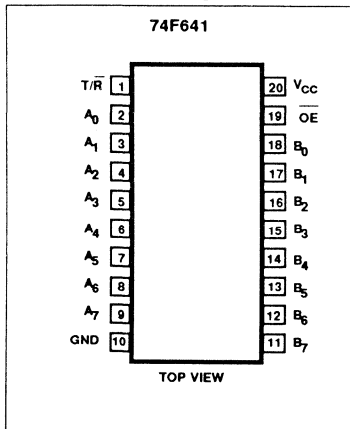 74F641
T/R̅ 1 20 VCC
A0 2 19 O̅E̅
A1 3 18 B0
A2 4 17 B1
A3 5 16 B2
A4 6 15 B3
A5 7 14 B4
A6 8 13 B5
A7 9 12 B6
GND 10 11 B7
TOP VIEW